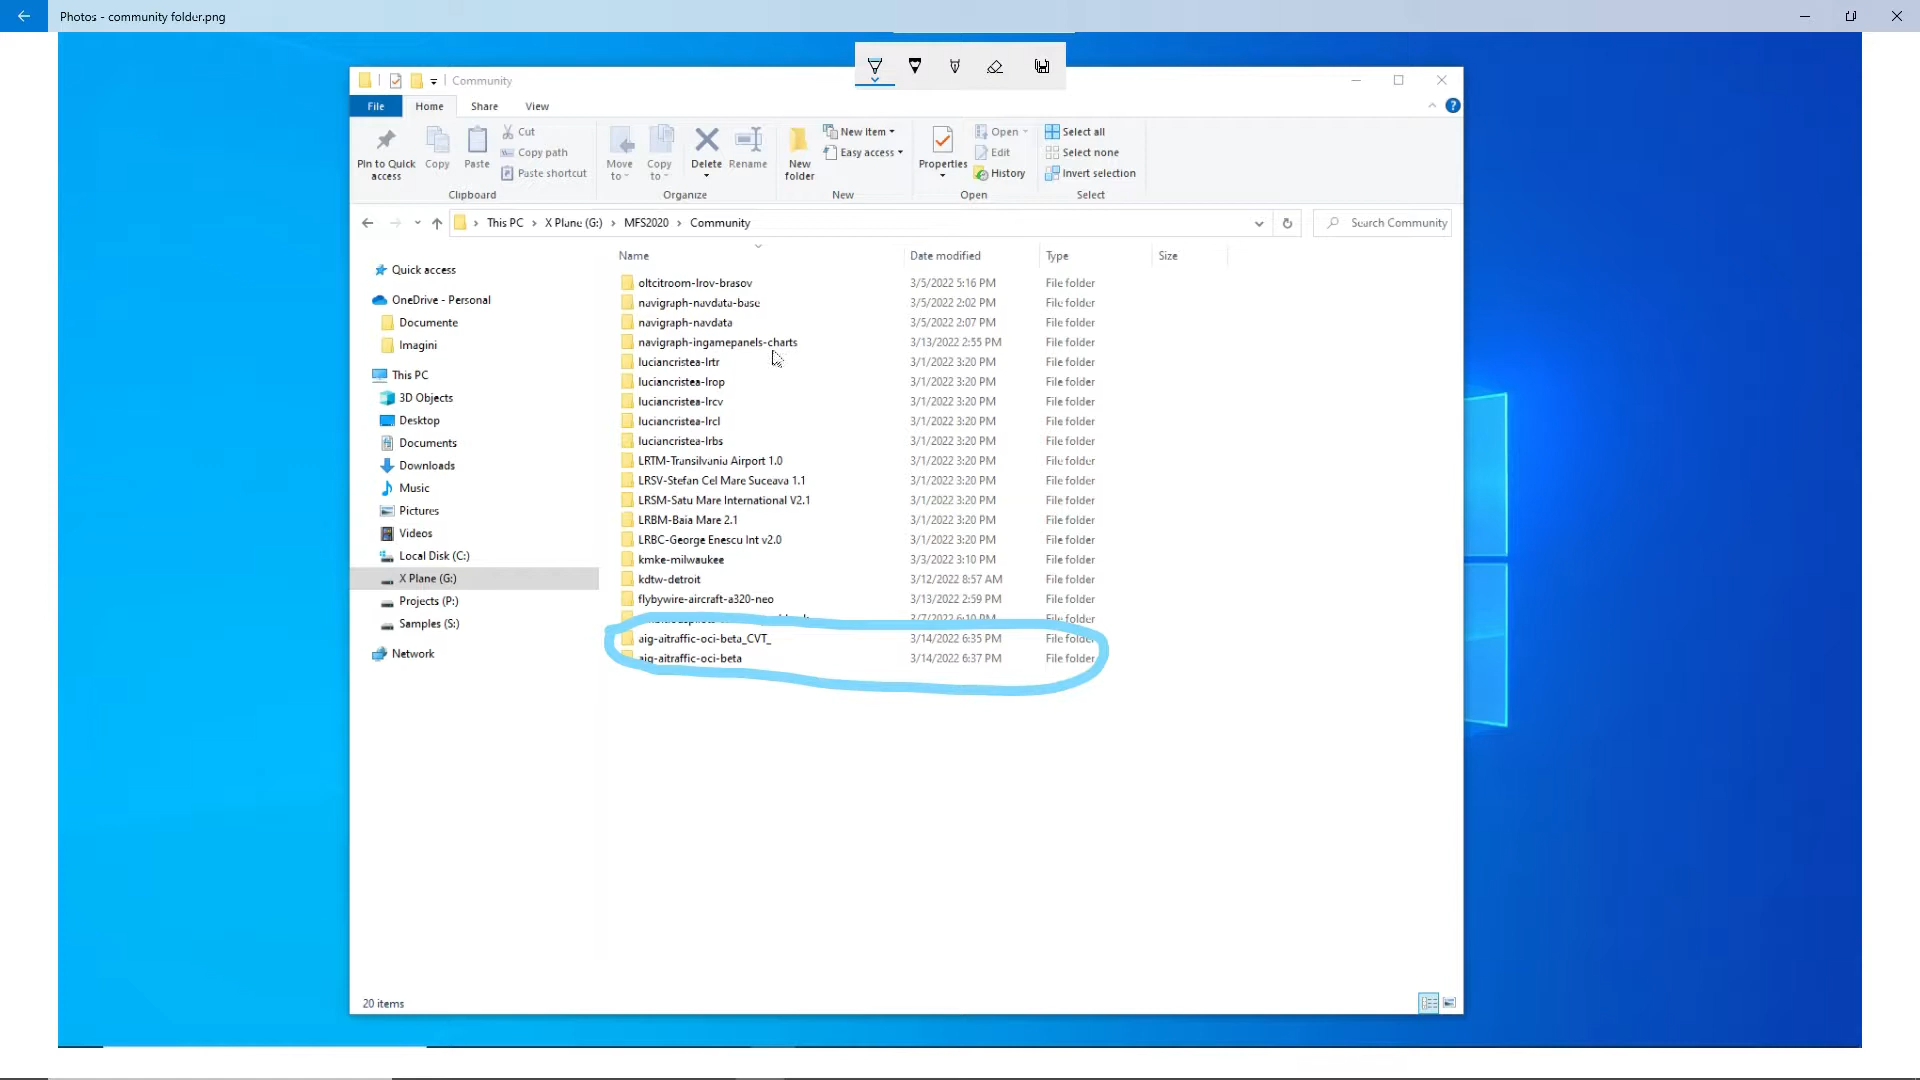 Photos - community folder.png
Community
File Home Share View
Pin to Quick access
Copy
Paste
Cut
Copy path
Paste shortcut
Clipboard
Move to
Copy to
Delete
Rename
Organize
New folder
New item
Easy access
New
Properties
Open
Edit
History
Open
Select all
Select none
Invert selection
Select
This PC > X Plane (G:) > MFS2020 > Community
Search Community
Name Date modified Type Size
Quick access
OneDrive - Personal
Documente
Imagini
This PC
3D Objects
Desktop
Documents
Downloads
Music
Pictures
Videos
Local Disk (C:)
X Plane (G:)
Projects (P:)
Samples (S:)
Network
oltcitroom-lrov-brasov 3/5/2022 5:16 PM File folder
navigraph-navdata-base 3/5/2022 2:02 PM File folder
navigraph-navdata 3/5/2022 2:07 PM File folder
navigraph-ingamepanels-charts 3/13/2022 2:55 PM File folder
luciancristea-lrtr 3/1/2022 3:20 PM File folder
luciancristea-lrop 3/1/2022 3:20 PM File folder
luciancristea-lrcv 3/1/2022 3:20 PM File folder
luciancristea-lrcl 3/1/2022 3:20 PM File folder
luciancristea-lrbs 3/1/2022 3:20 PM File folder
LRTM-Transilvania Airport 1.0 3/1/2022 3:20 PM File folder
LRSV-Stefan Cel Mare Suceava 1.1 3/1/2022 3:20 PM File folder
LRSM-Satu Mare International V2.1 3/1/2022 3:20 PM File folder
LRBM-Baia Mare 2.1 3/1/2022 3:20 PM File folder
LRBC-George Enescu Int v2.0 3/1/2022 3:20 PM File folder
kmke-milwaukee 3/3/2022 3:10 PM File folder
kdtw-detroit 3/12/2022 8:57 AM File folder
flybywire-aircraft-a320-neo 3/13/2022 2:59 PM File folder
3/7/2022 6:10 PM File folder
aig-aitraffic-oci-beta_CVT_ 3/14/2022 6:35 PM File folder
aig-aitraffic-oci-beta 3/14/2022 6:37 PM File folder
20 items